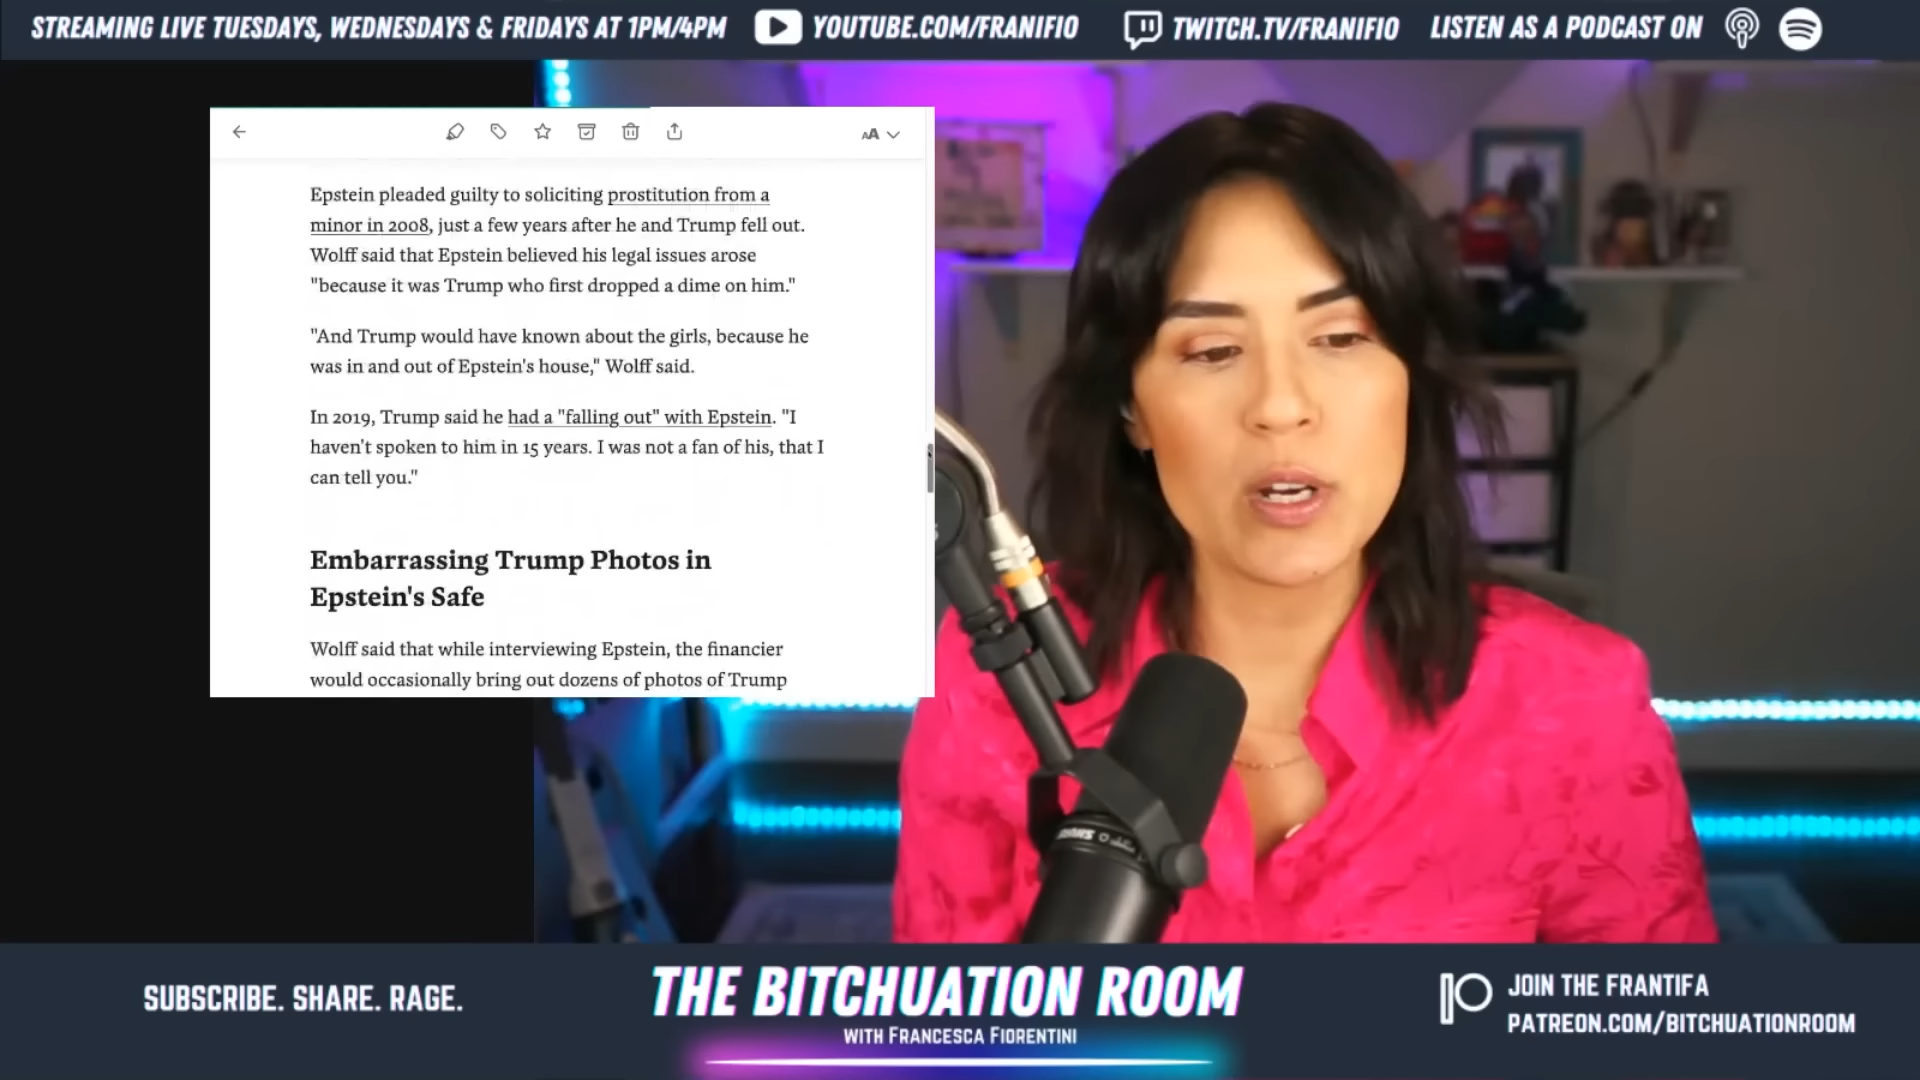 STREAMING LIVE TUESDAYS, WEDNESDAYS & FRIDAYS AT 1PM/4PM YOUTUBE.COM/FRANIFIO TWITCH.TV/FRANIFIO LISTEN AS A PODCAST ON
AA
Epstein pleaded guilty to soliciting prostitution from a
minor in 2008, just a few years after he and Trump fell out.
Wolff said that Epstein believed his legal issues arose
"because it was Trump who first dropped a dime on him."
"And Trump would have known about the girls, because he
was in and out of Epstein's house," Wolff said.
In 2019, Trump said he had a "falling out" with Epstein. "I
haven't spoken to him in 15 years. I was not a fan of his, that I
can tell you."
Embarrassing Trump Photos in
Epstein's Safe
Wolff said that while interviewing Epstein, the financier
would occasionally bring out dozens of photos of Trump
SUBSCRIBE. SHARE. RAGE.
THE BITCHUATION ROOM
WITH FRANCESCA FIORENTINI
JOIN THE FRANTIFA
PATREON.COM/BITCHUATIONROOM